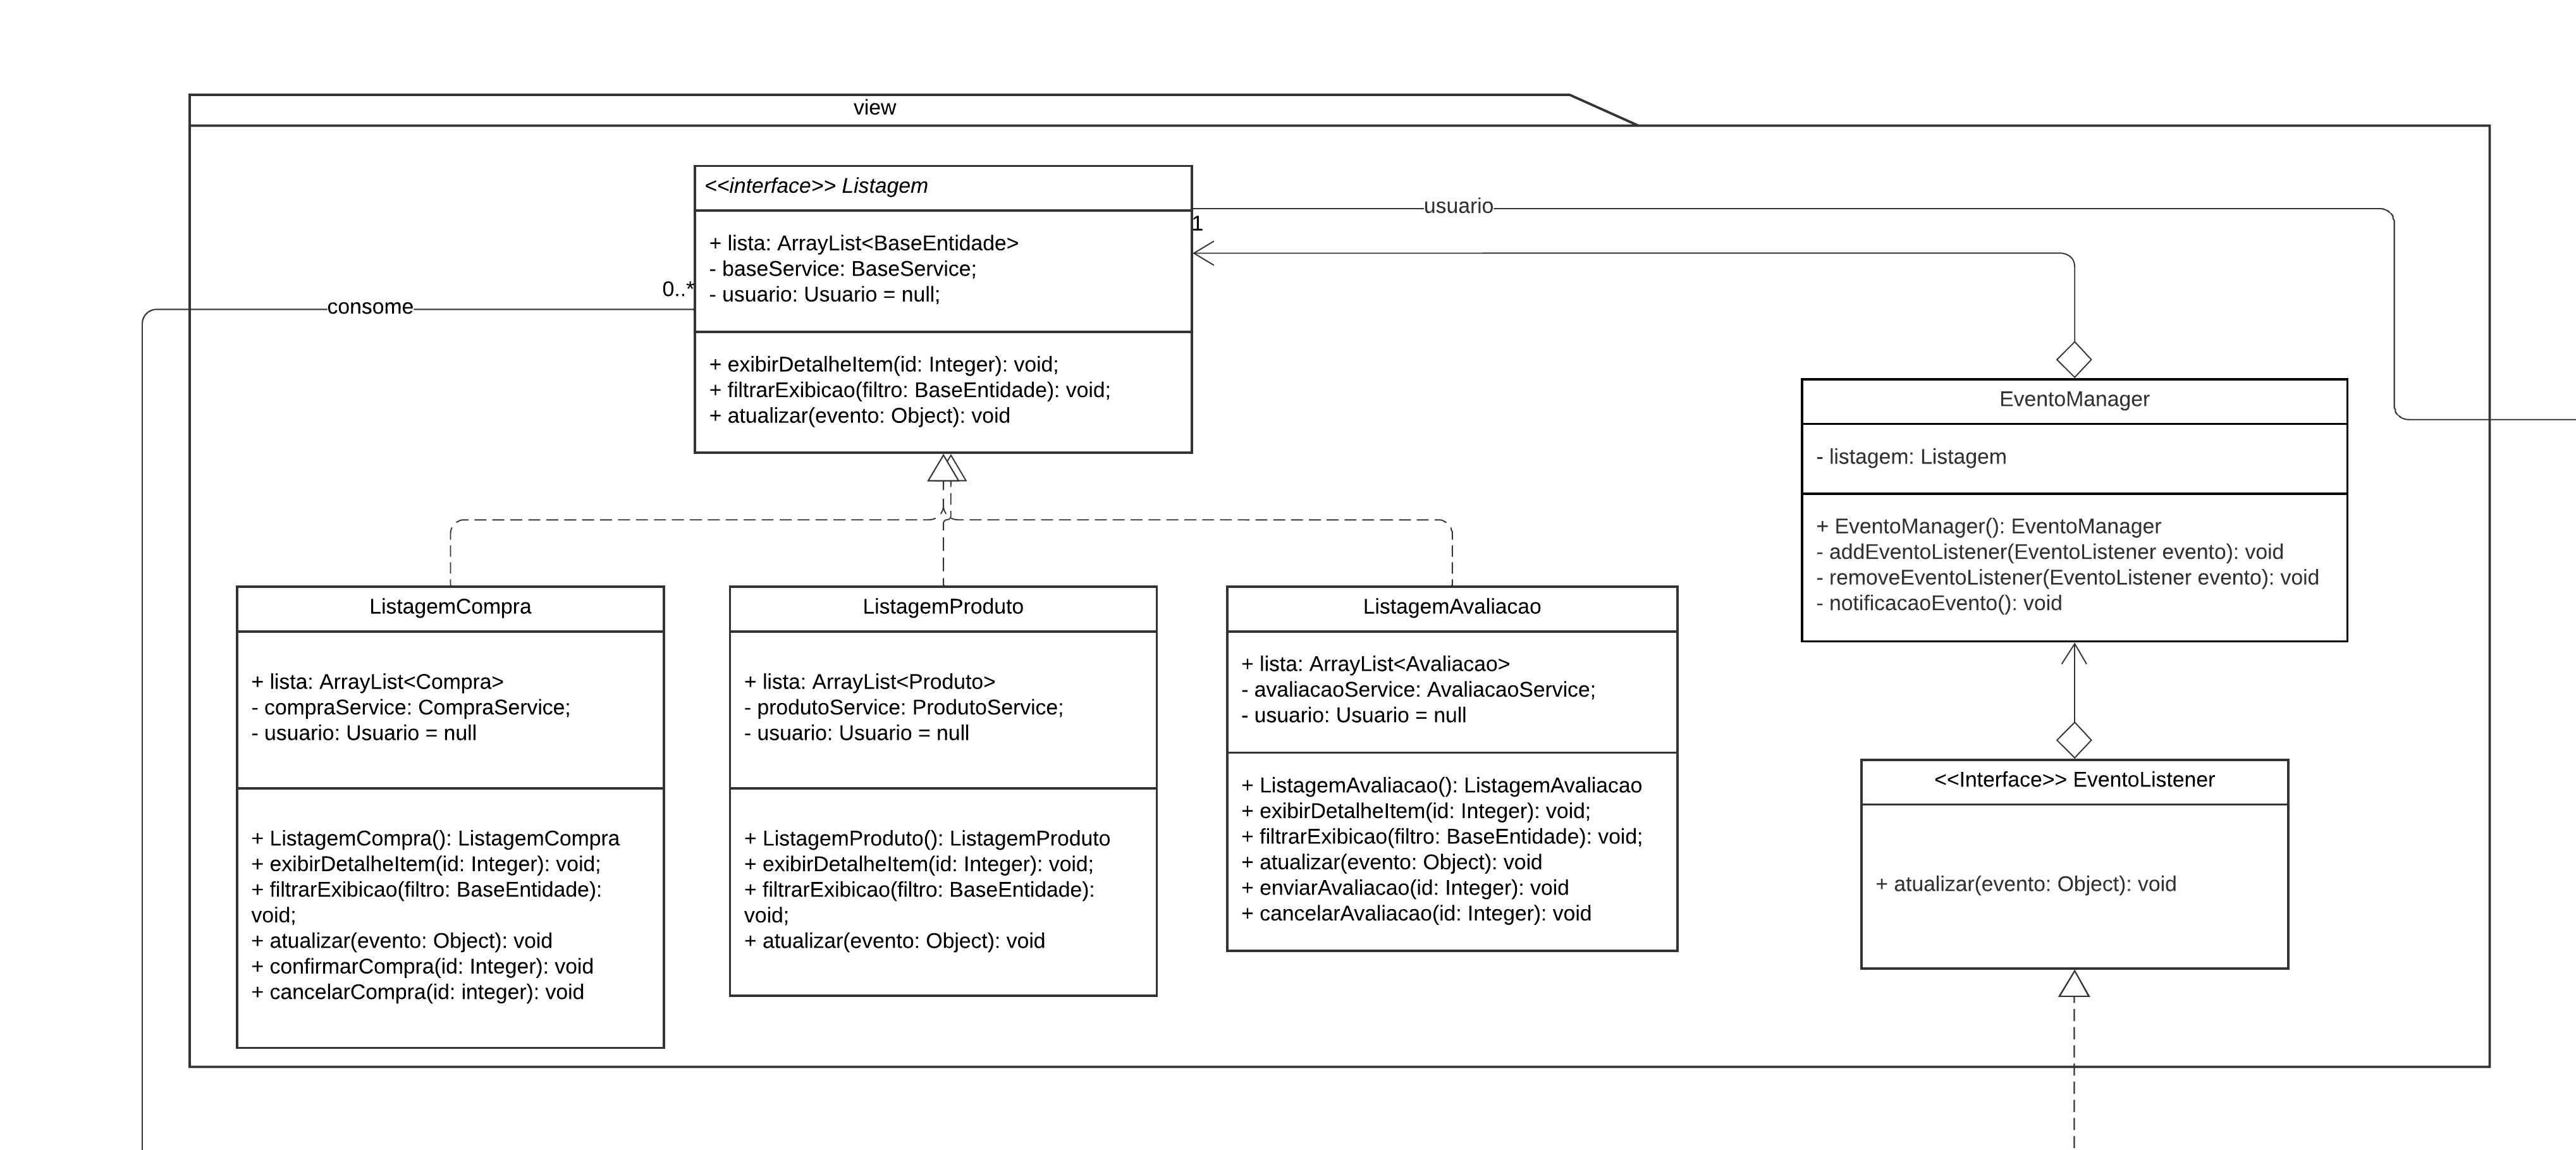 view
<<interface>> Listagem
+ lista: ArrayList<BaseEntidade>
- baseService: BaseService;
- usuario: Usuario = null;
+ exibirDetalheItem(id: Integer): void;
+ filtrarExibicao(filtro: BaseEntidade): void;
+ atualizar(evento: Object): void
usuario
1
0..*
consome
EventoManager
- listagem: Listagem
+ EventoManager(): EventoManager
- addEventoListener(EventoListener evento): void
- removeEventoListener(EventoListener evento): void
- notificacaoEvento(): void
ListagemCompra
+ lista: ArrayList<Compra>
- compraService: CompraService;
- usuario: Usuario = null
+ ListagemCompra(): ListagemCompra
+ exibirDetalheItem(id: Integer): void;
+ filtrarExibicao(filtro: BaseEntidade):
void;
+ atualizar(evento: Object): void
+ confirmarCompra(id: Integer): void
+ cancelarCompra(id: integer): void
ListagemProduto
+ lista: ArrayList<Produto>
- produtoService: ProdutoService;
- usuario: Usuario = null
+ ListagemProduto(): ListagemProduto
+ exibirDetalheItem(id: Integer): void;
+ filtrarExibicao(filtro: BaseEntidade):
void;
+ atualizar(evento: Object): void
ListagemAvaliacao
+ lista: ArrayList<Avaliacao>
- avaliacaoService: AvaliacaoService;
- usuario: Usuario = null
+ ListagemAvaliacao(): ListagemAvaliacao
+ exibirDetalheItem(id: Integer): void;
+ filtrarExibicao(filtro: BaseEntidade): void;
+ atualizar(evento: Object): void
+ enviarAvaliacao(id: Integer): void
+ cancelarAvaliacao(id: Integer): void
<<Interface>> EventoListener
+ atualizar(evento: Object): void